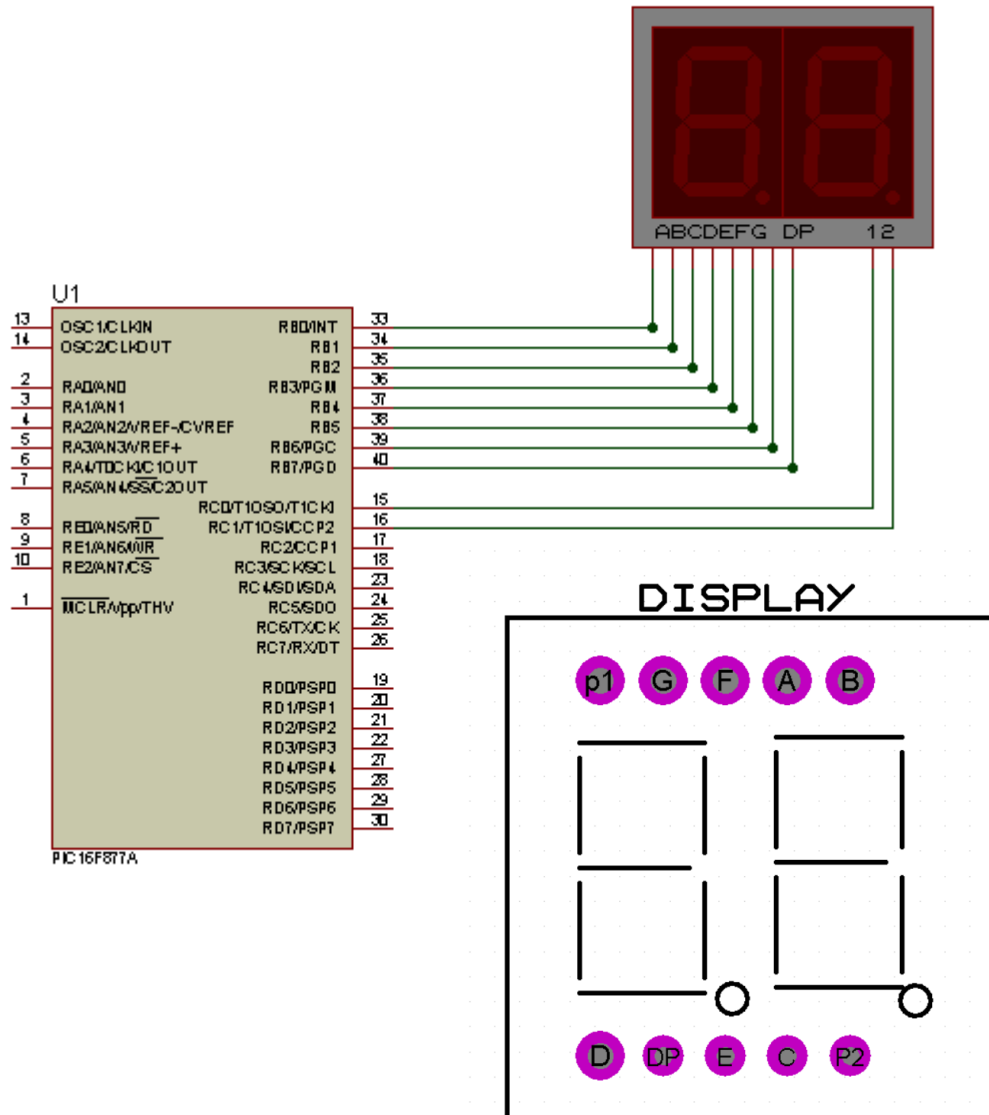 ABCDEFG DP 12
U1
13 OSC1/CLKIN
14 OSC2/CLKOUT
2 RA0/AN0
3 RA1/AN1
4 RA2/AN2/VREF-/CVREF
5 RA3/AN3/VREF+
6 RA4/T0CKI/C1OUT
7 RA5/AN4/SS/C2OUT
8 RE0/AN5/RD
9 RE1/AN6/WR
10 RE2/AN7/CS
1 MCLR/Vpp/THV
RB0/INT 33
RB1 34
RB2 35
RB3/PGM 36
RB4 37
RB5 38
RB6/PGC 39
RB7/PGD 40
RC0/T1OSO/T1CKI 15
RC1/T1OSI/CCP2 16
RC2/CCP1 17
RC3/SCK/SCL 18
RC4/SDI/SDA 23
RC5/SDO 24
RC6/TX/CK 25
RC7/RX/DT 26
RD0/PSP0 19
RD1/PSP1 20
RD2/PSP2 21
RD3/PSP3 22
RD4/PSP4 27
RD5/PSP5 28
RD6/PSP6 29
RD7/PSP7 30
PIC16F877A
DISPLAY
p1 G F A B
D DP E C P2